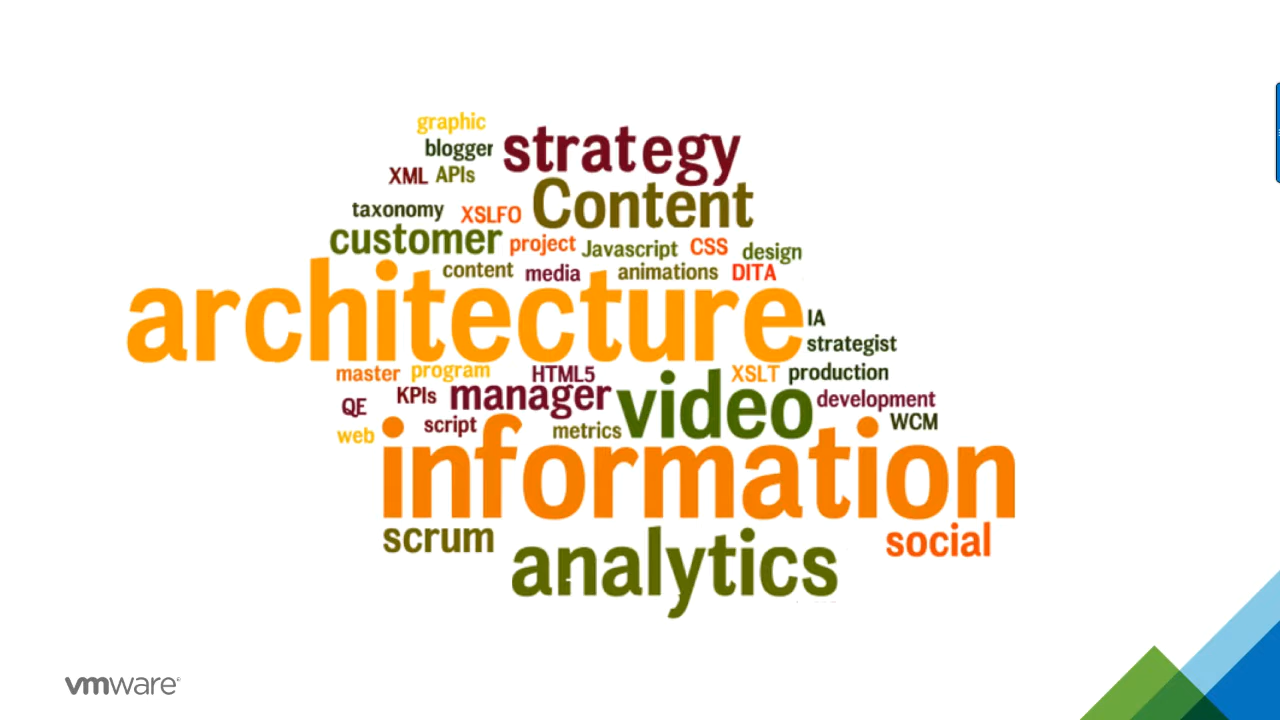 graphic
blogger strategy
XML APIs
taxonomy XSLFO Content
customer project Javascript CSS design
content media animations DITA
architecture IA
strategist
master program HTML5 XSLT production
QE KPIs manager video development
web script metrics WCM
information
scrum analytics social
vmware